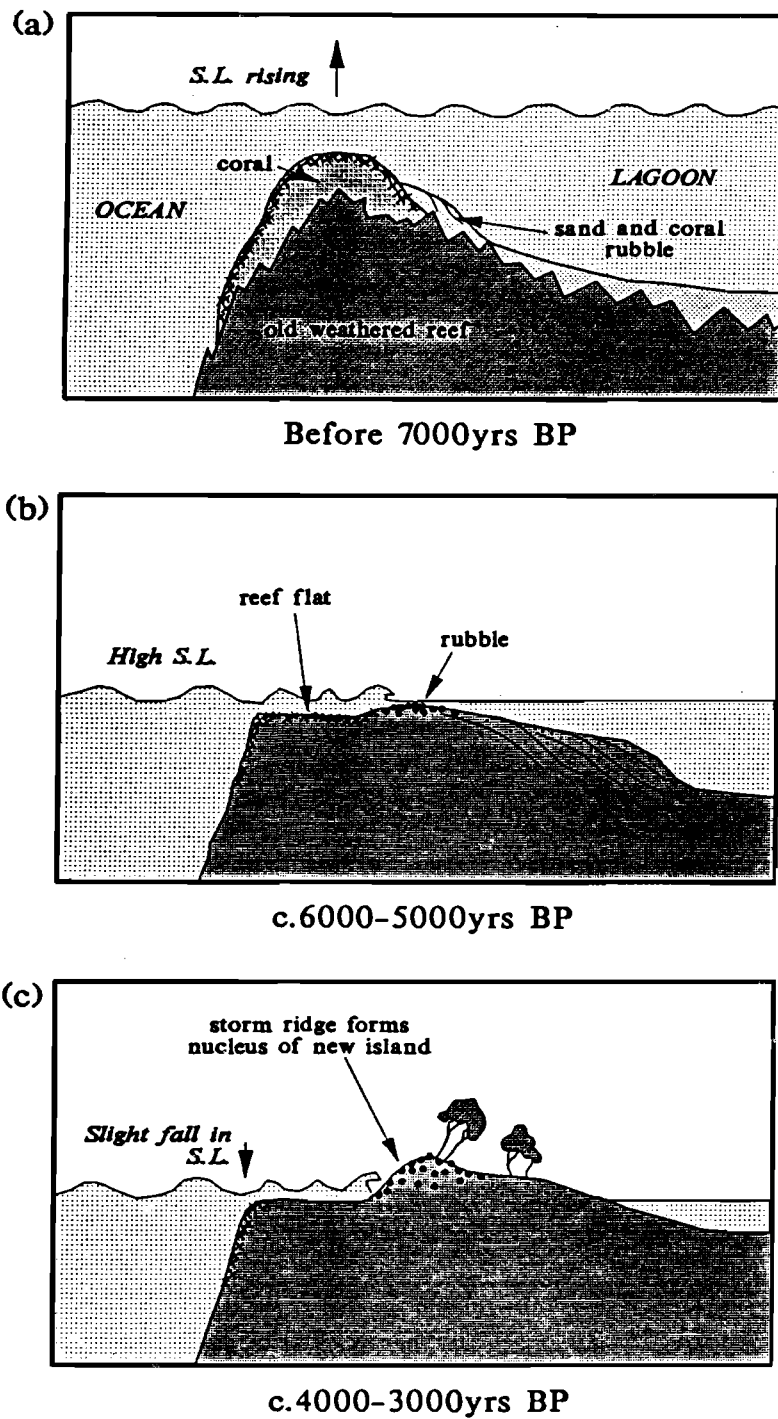 (a)
S.L. rising
coral
OCEAN
LAGOON
sand and coral
rubble
old weathered reef
Before 7000yrs BP
(b)
reef flat
rubble
High S.L.
c.6000-5000yrs BP
(c)
storm ridge forms
nucleus of new island
Slight fall in
S.L.
c.4000-3000yrs BP